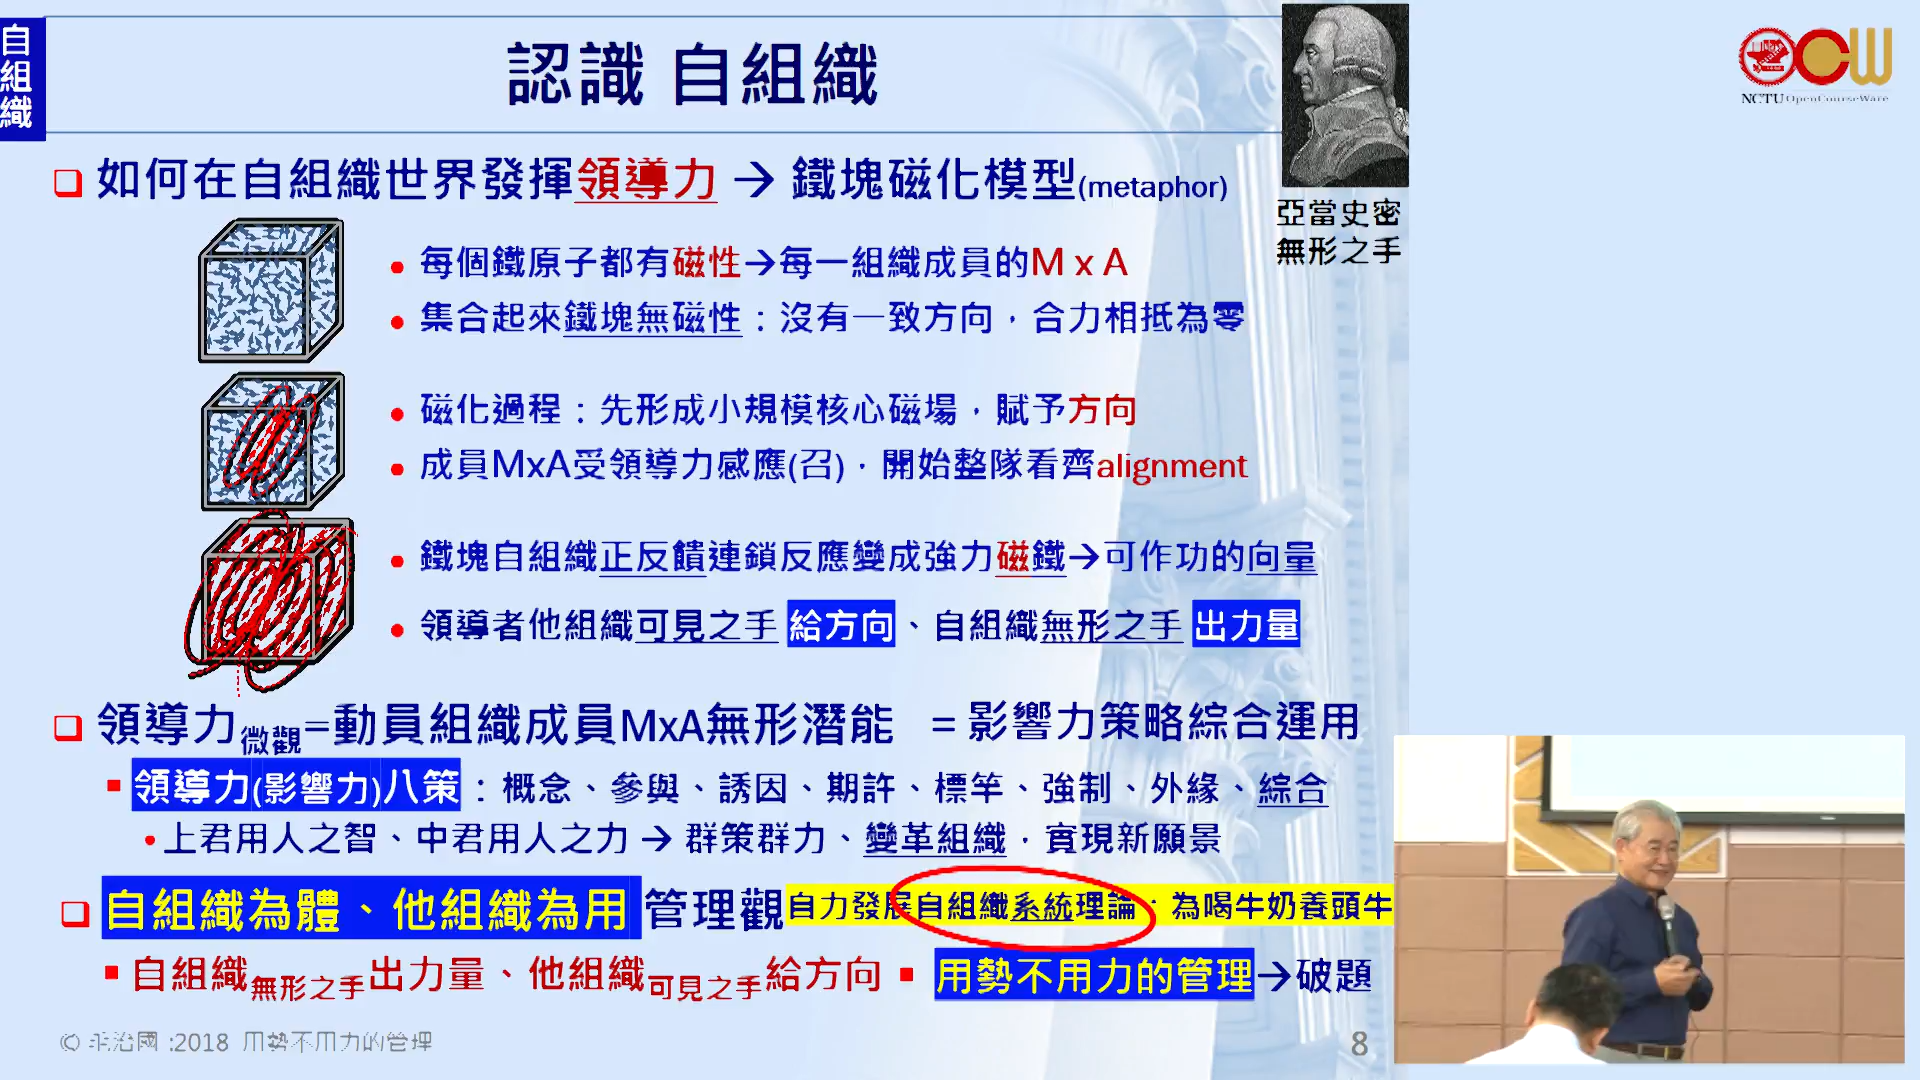 自組織
認識 自組織
NCTU OpenCourseWare
亞當史密
無形之手
如何在自組織世界發揮領導力→鐵塊磁化模型(metaphor)
每個鐵原子都有磁性→每一組織成員的M x A
集合起來鐵塊無磁性：沒有一致方向，合力相抵為零
磁化過程：先形成小規模核心磁場，賦予方向
成員MxA受領導力感應(召)，開始整隊看齊alignment
鐵塊自組織正反饋連鎖反應變成強力磁鐵→可作功的向量
領導者他組織可見之手 給方向、自組織無形之手 出力量
領導力微觀=動員組織成員MxA無形潛能 =影響力策略綜合運用
領導力(影響力)八策：概念、參與、誘因、期許、標竿、強制、外緣、綜合
上君用人之智、中君用人之力→群策群力、變革組織，實現新願景
自組織為體、他組織為用 管理觀 自力發展自組織系統理論：為喝牛奶養頭牛
自組織無形之手出力量、他組織可見之手給方向 用勢不用力的管理→破題
© 毛治國 :2018 用勢不用力的管理
8